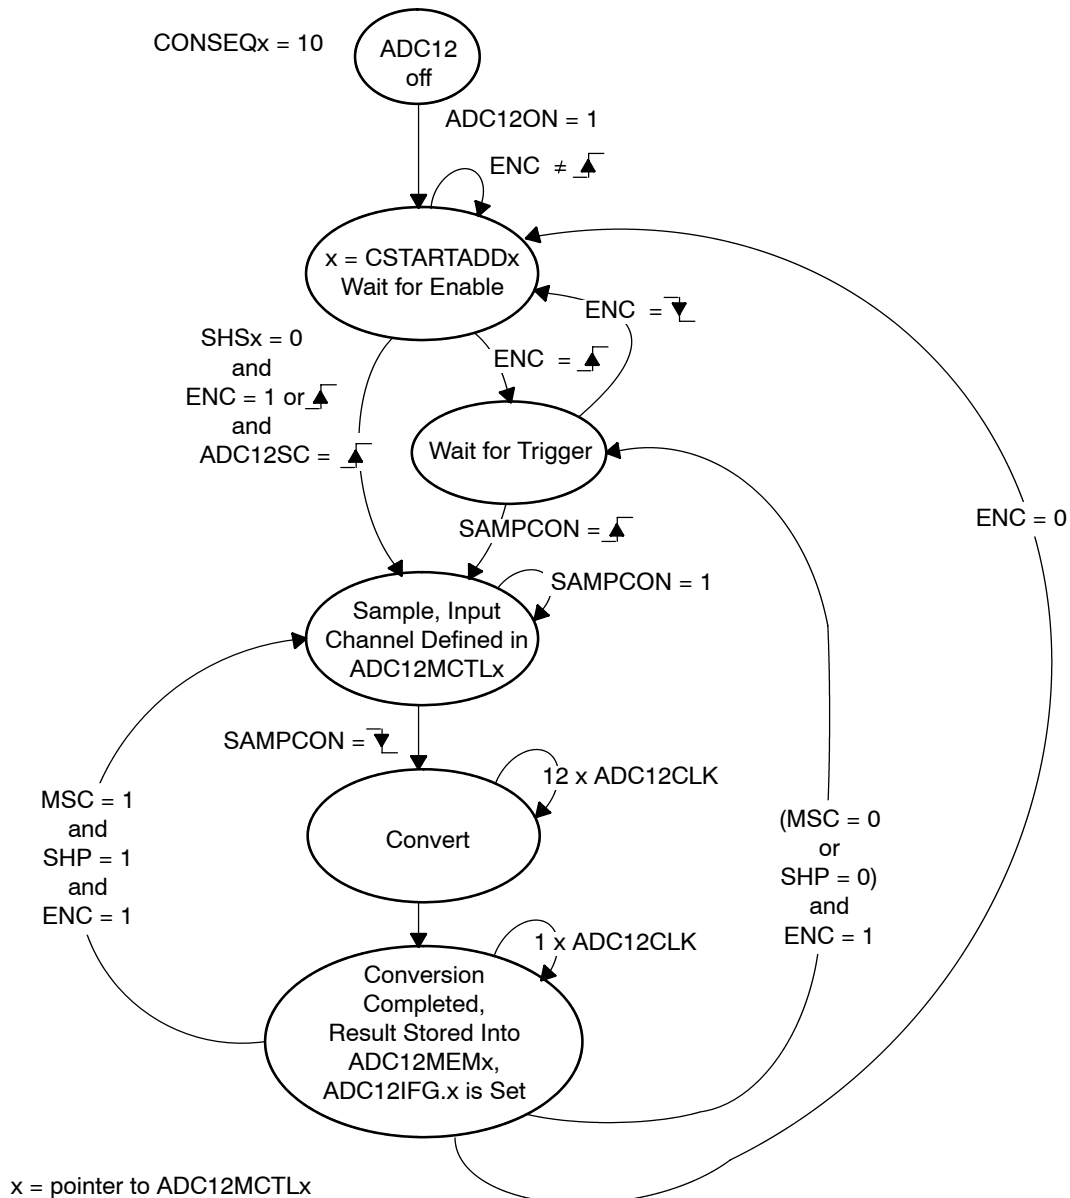 CONSEQx = 10
ADC12
off
ADC12ON = 1
ENC ≠
x = CSTARTADDx
Wait for Enable
ENC =
SHSx = 0
and
ENC = 1 or
and
ADC12SC =
ENC =
Wait for Trigger
ENC = 0
SAMPCON =
SAMPCON = 1
Sample, Input
Channel Defined in
ADC12MCTLx
SAMPCON =
12 x ADC12CLK
Convert
MSC = 1
and
SHP = 1
and
ENC = 1
(MSC = 0
or
SHP = 0)
and
ENC = 1
1 x ADC12CLK
Conversion
Completed,
Result Stored Into
ADC12MEMx,
ADC12IFG.x is Set
x = pointer to ADC12MCTLx